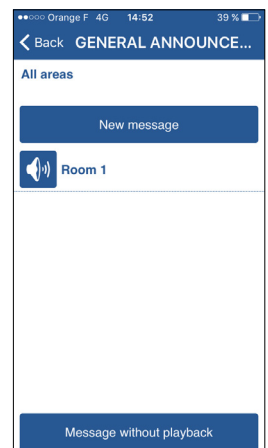 Orange F 4G 14:52 39 %
Back GENERAL ANNOUNCE...
All areas
New message
Room 1
Message without playback